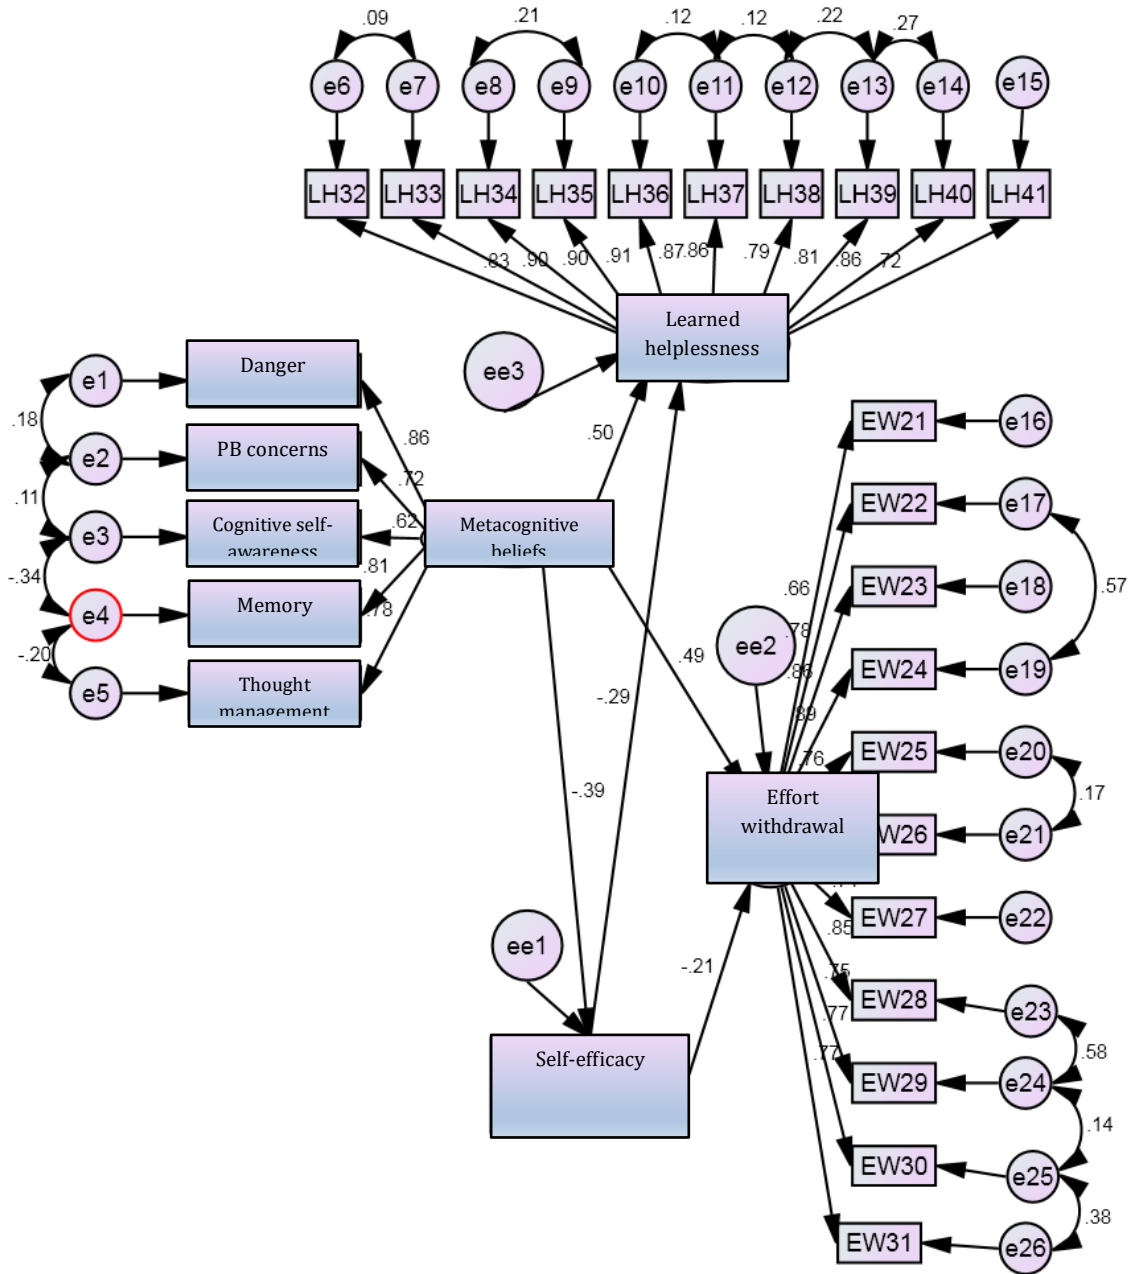 .09
.21
.12
.12
.22
.27
e6
e7
e8
e9
e10
e11
e12
e13
e14
e15
LH32
LH33
LH34
LH35
LH36
LH37
LH38
LH39
LH40
LH41
.83
.90
.90
.91
.87
.86
.79
.81
.86
.72
Learned
helplessness
ee3
e1
Danger
.18
.86
.50
e2
PB concerns
.72
.11
e3
Cognitive self-
awareness
.62
Metacognitive
beliefs
-.34
.81
e4
Memory
.78
-.20
e5
Thought
management
.49
-.29
-.39
ee2
EW21
e16
EW22
e17
.66
.57
EW23
e18
.78
.86
EW24
e19
.89
.76
EW25
e20
.17
Effort
withdrawal
W26
e21
EW27
e22
.85
ee1
-.21
.75
EW28
e23
.77
.58
.77
Self-efficacy
EW29
e24
.14
EW30
e25
.38
EW31
e26